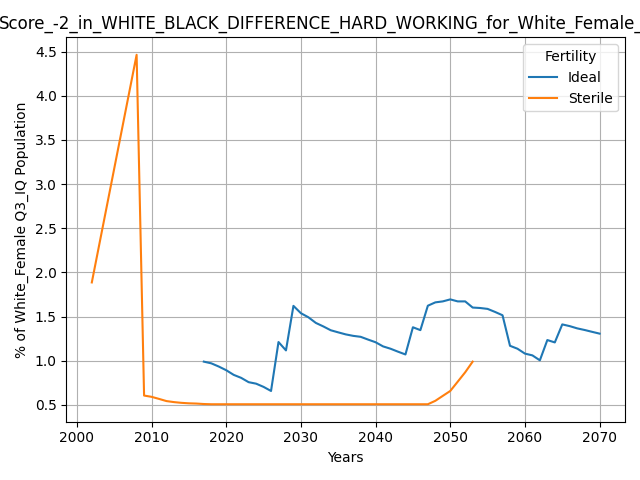 Score_-2_in_WHITE_BLACK_DIFFERENCE_HARD_WORKING_for_White_Female_
% of White_Female Q3_IQ Population
4.5
4.0
3.5
3.0
2.5
2.0
1.5
1.0
0.5
Fertility
Ideal
Sterile
2000 2010 2020 2030 2040 2050 2060 2070
Years